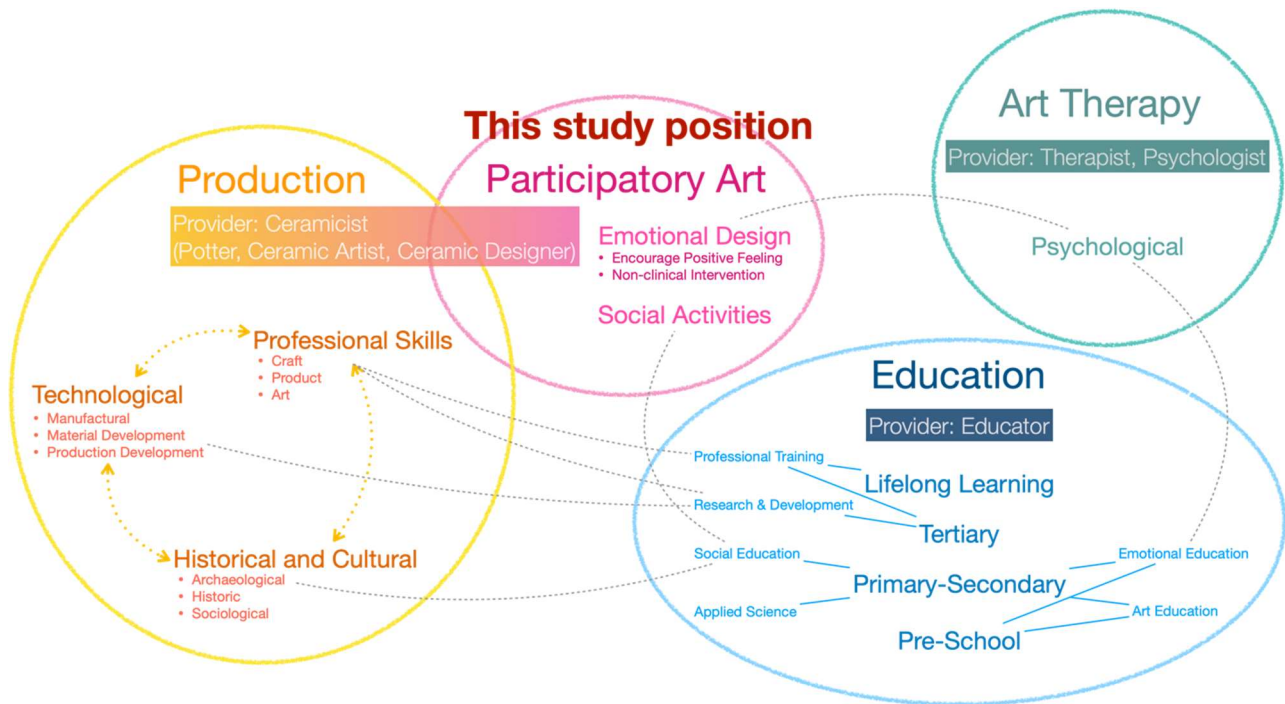 This study position
Production
Provider: Ceramicist
(Potter, Ceramic Artist, Ceramic Designer)
Professional Skills
• Craft
• Product
• Art
Technological
• Manufactural
• Material Development
• Production Development
Historical and Cultural
• Archaeological
• Historic
• Sociological
Participatory Art
Emotional Design
• Encourage Positive Feeling
• Non-clinical Intervention
Social Activities
Art Therapy
Provider: Therapist, Psychologist
Psychological
Education
Provider: Educator
Professional Training
Lifelong Learning
Research & Development
Tertiary
Social Education
Emotional Education
Primary-Secondary
Applied Science
Art Education
Pre-School